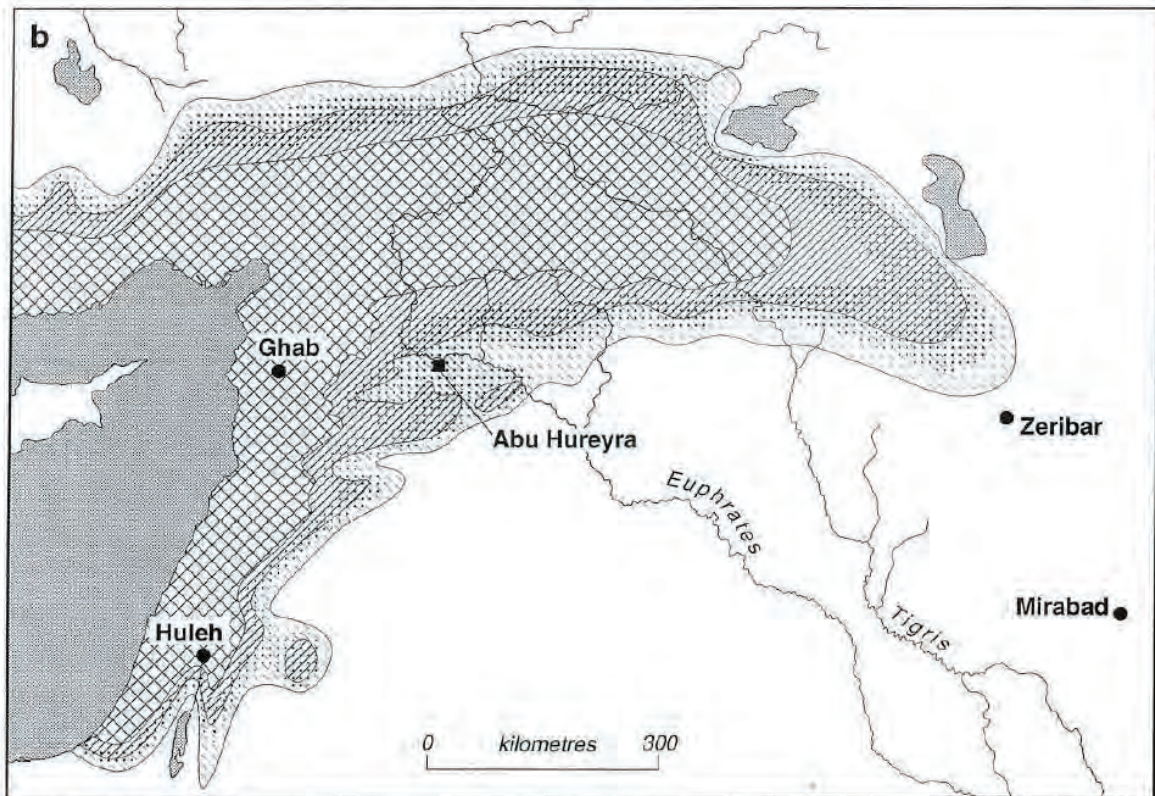 b
Ghab
Abu Hureyra
Zeribar
Euphrates
Mirabad
Tigris
Huleh
0 kilometres 300